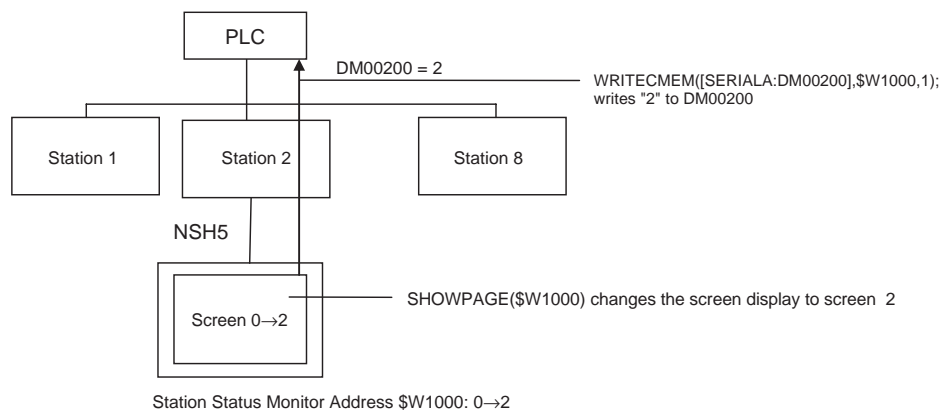 PLC
DM00200 = 2
WRITECMEM([SERIALA:DM00200],$W1000,1);
writes "2" to DM00200
Station 1
Station 2
Station 8
NSH5
SHOWPAGE($W1000) changes the screen display to screen 2
Screen 0→2
Station Status Monitor Address $W1000: 0→2